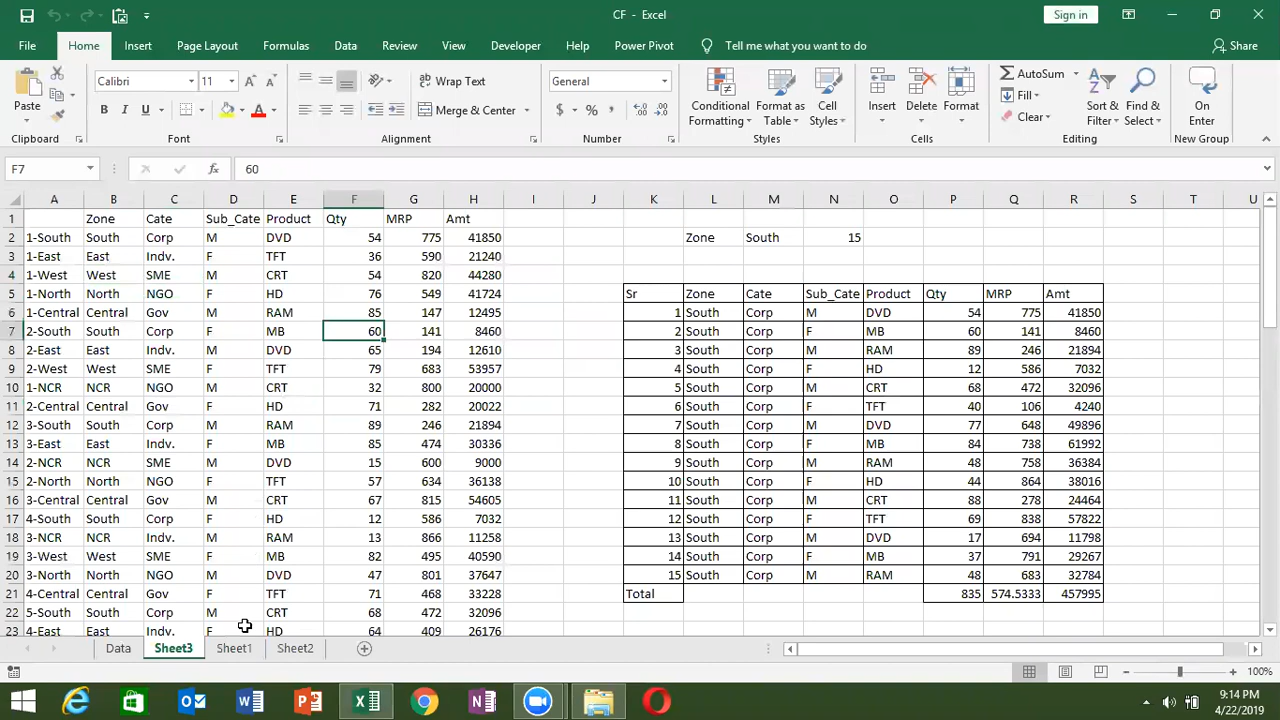 CF - Excel
Sign in
File Home Insert Page Layout Formulas Data Review View Developer Help Power Pivot Tell me what you want to do Share
Calibri 11 Wrap Text General AutoSum
Paste Conditional Formatting Format as Table Cell Styles Insert Delete Format Fill Sort & Filter Find & Select On Entry
B I U Merge & Center $ % , Clear
Clipboard Font Alignment Number Styles Cells Editing New Group
F7 fx 60
A B C D E F G H I J K L M N O P Q R S T U
1 Zone Cate Sub_Cate Product Qty MRP Amt
2 1-South South Corp M DVD 54 775 41850 Zone South 15
3 1-East East Indv. F TFT 36 590 21240
4 1-West West SME M CRT 54 820 44280
5 1-North North NGO F HD 76 549 41724 Sr Zone Cate Sub_Cate Product Qty MRP Amt
6 1-Central Central Gov M RAM 85 147 12495 1 South Corp M DVD 54 775 41850
7 2-South South Corp F MB 60 141 8460 2 South Corp F MB 60 141 8460
8 2-East East Indv. M DVD 65 194 12610 3 South Corp M RAM 89 246 21894
9 2-West West SME F TFT 79 683 53957 4 South Corp F HD 12 586 7032
10 1-NCR NCR NGO M CRT 32 800 20000 5 South Corp M CRT 68 472 32096
11 2-Central Central Gov F HD 71 282 20022 6 South Corp F TFT 40 106 4240
12 3-South South Corp M RAM 89 246 21894 7 South Corp M DVD 77 648 49896
13 3-East East Indv. F MB 85 474 30336 8 South Corp F MB 84 738 61992
14 2-NCR NCR SME M DVD 15 600 9000 9 South Corp M RAM 48 758 36384
15 2-North North NGO F TFT 57 634 36138 10 South Corp F HD 44 864 38016
16 3-Central Central Gov M CRT 67 815 54605 11 South Corp M CRT 88 278 24464
17 4-South South Corp F HD 12 586 7032 12 South Corp F TFT 69 838 57822
18 3-NCR NCR Indv. M RAM 13 866 11258 13 South Corp M DVD 17 694 11798
19 3-West West SME F MB 82 495 40590 14 South Corp F MB 37 791 29267
20 3-North North NGO M DVD 47 801 37647 15 South Corp M RAM 48 683 32784
21 4-Central Central Gov F TFT 71 468 33228 Total 835 574.5333 457995
22 5-South South Corp M CRT 68 472 32096
23 4-East East Indv. F HD 64 409 26176
Data Sheet3 Sheet1 Sheet2
100%
9:14 PM
4/22/2019